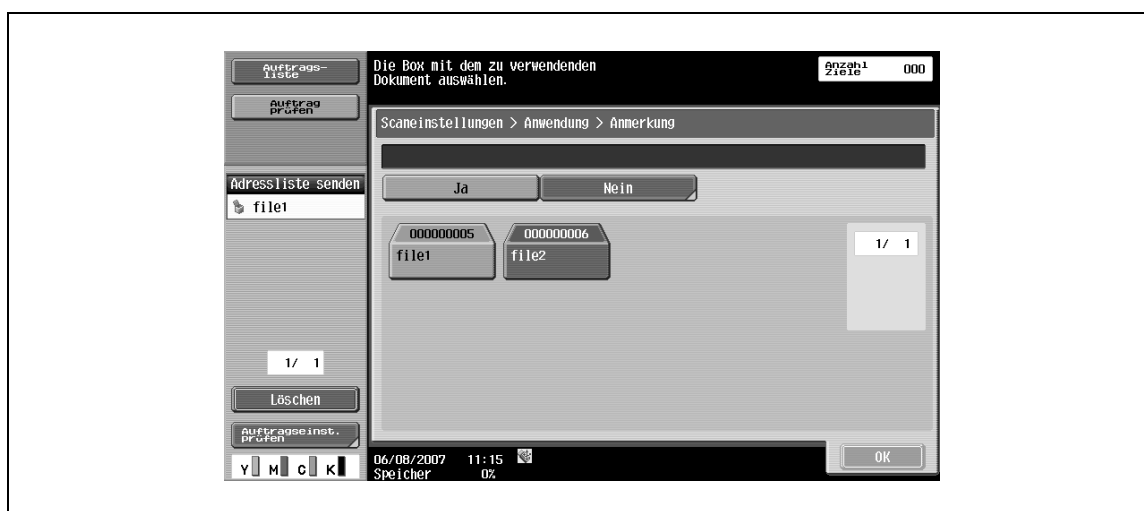 Auftrags-
liste
Auftrag
prüfen
Adressliste senden
file1
1/ 1
Löschen
Auftragseinst.
prüfen
Y M C K
Die Box mit dem zu verwendenden
Dokument auswählen.
Anzahl
Ziele 000
Scaneinstellungen > Anwendung > Anmerkung
Ja Nein
000000005 000000006
file1 file2
1/ 1
06/08/2007 11:15
Speicher 0%
OK